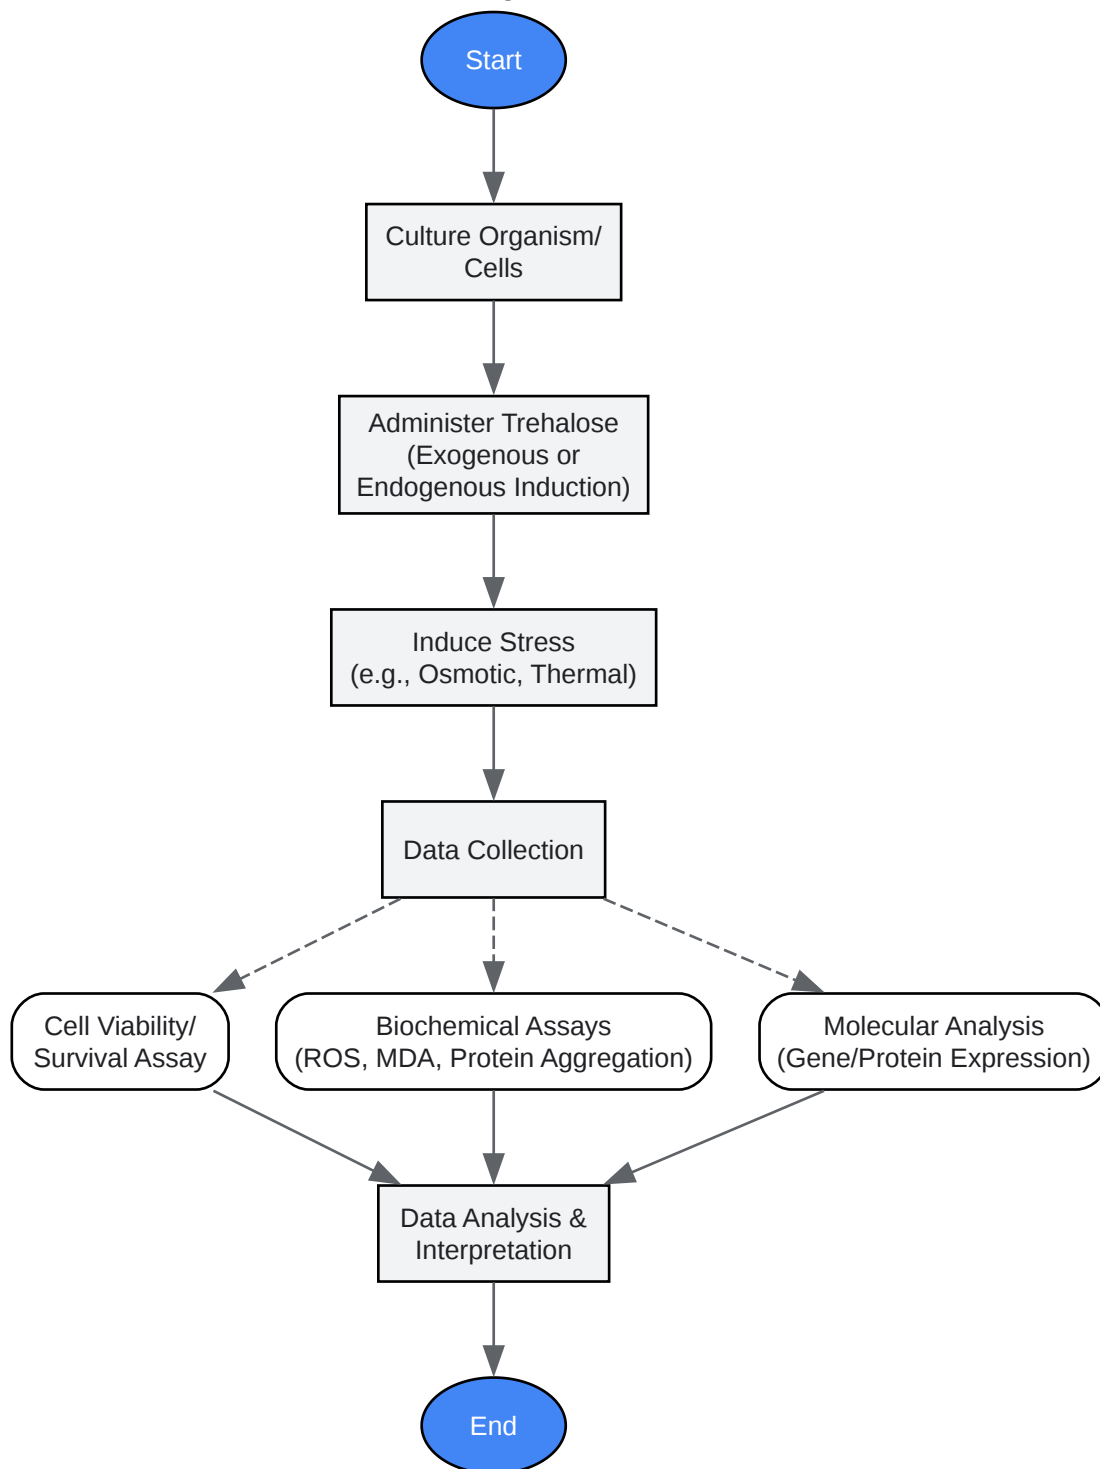 Start
Culture Organism/
Cells
Administer Trehalose
(Exogenous or
Endogenous Induction)
Induce Stress
(e.g., Osmotic, Thermal)
Data Collection
Cell Viability/
Survival Assay
Biochemical Assays
(ROS, MDA, Protein Aggregation)
Molecular Analysis
(Gene/Protein Expression)
Data Analysis &
Interpretation
End